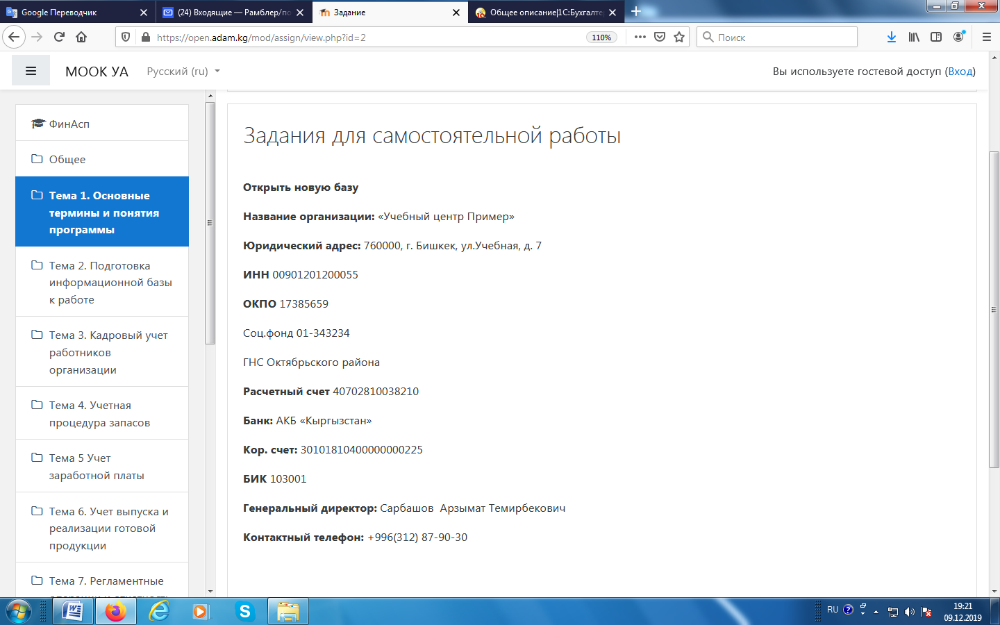 Google Переводчик
(24) Входящие — Рамблер/по
Задание
Общее описание|1С:Бухгалтер
https://open.adam.kg/mod/assign/view.php?id=2
110%
Поиск
МООК УА
Русский (ru)
Вы используете гостевой доступ (Вход)
ФинАсп
Общее
Тема 1. Основные
термины и понятия
программы
Тема 2. Подготовка
информационной базы
к работе
Тема 3. Кадровый учет
работников
организации
Тема 4. Учетная
процедура запасов
Тема 5 Учет
заработной платы
Тема 6. Учет выпуска и
реализации готовой
продукции
Тема 7. Регламентные
Задания для самостоятельной работы
Открыть новую базу
Название организации: «Учебный центр Пример»
Юридический адрес: 760000, г. Бишкек, ул.Учебная, д. 7
ИНН 00901201200055
ОКПО 17385659
Соц.фонд 01-343234
ГНС Октябрьского района
Расчетный счет 40702810038210
Банк: АКБ «Кыргызстан»
Кор. счет: 30101810400000000225
БИК 103001
Генеральный директор: Сарбашов  Арзымат Темирбекович
Контактный телефон: +996(312) 87-90-30
RU
19:21
09.12.2019